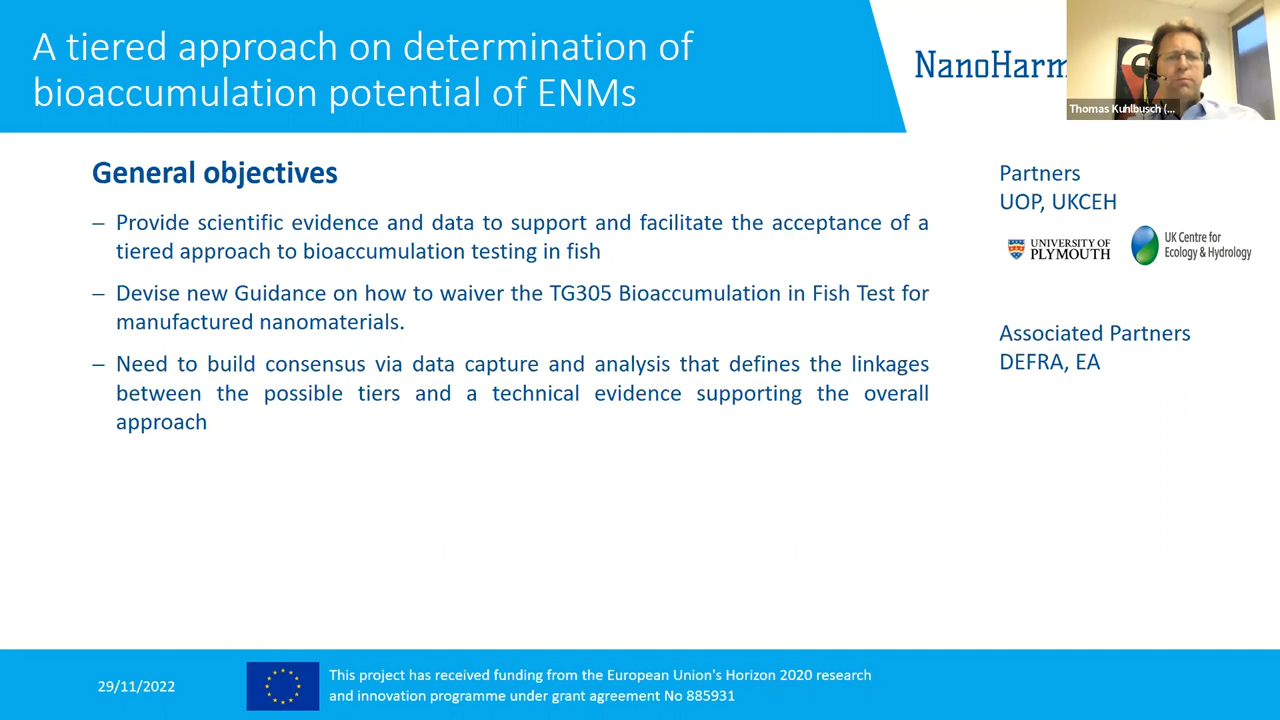 A tiered approach on determination of
bioaccumulation potential of ENMs
NanoHarm
Thomas Kuhlbusch (...
General objectives
– Provide scientific evidence and data to support and facilitate the acceptance of a
tiered approach to bioaccumulation testing in fish
– Devise new Guidance on how to waiver the TG305 Bioaccumulation in Fish Test for
manufactured nanomaterials.
– Need to build consensus via data capture and analysis that defines the linkages
between the possible tiers and a technical evidence supporting the overall
approach
Partners
UOP, UKCEH
UNIVERSITY OF
PLYMOUTH
UK Centre for
Ecology & Hydrology
Associated Partners
DEFRA, EA
29/11/2022
This project has received funding from the European Union's Horizon 2020 research
and innovation programme under grant agreement No 885931